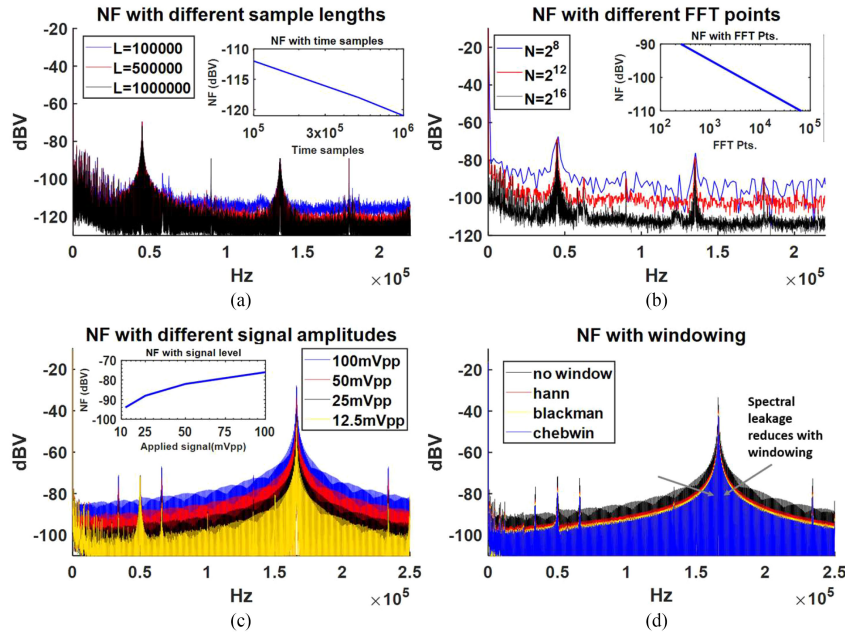 NF with different sample lengths
L=100000
L=500000
L=1000000
NF with time samples
NF (dBV)
-110
-115
-120
10^5
3x10^5
10^6
Time samples
dBV
-20
-40
-60
-80
-100
-120
0
0.5
1
1.5
2
Hz
×10^5
(a)
NF with different FFT points
N=2^8
N=2^12
N=2^16
NF with FFT Pts.
NF (dBV)
-90
-100
-110
10^2
10^3
10^4
10^5
FFT Pts.
dBV
-20
-40
-60
-80
-100
-120
0
0.5
1
1.5
2
Hz
×10^5
(b)
NF with different signal amplitudes
NF with signal level
NF (dBV)
-70
-80
-90
-100
10
25
50
75
100
Applied signal(mVpp)
100mVpp
50mVpp
25mVpp
12.5mVpp
dBV
-20
-40
-60
-80
-100
0
0.5
1
1.5
2
2.5
Hz
×10^5
(c)
NF with windowing
no window
hann
blackman
chebwin
Spectral
leakage
reduces with
windowing
dBV
-20
-40
-60
-80
-100
0
0.5
1
1.5
2
2.5
Hz
×10^5
(d)